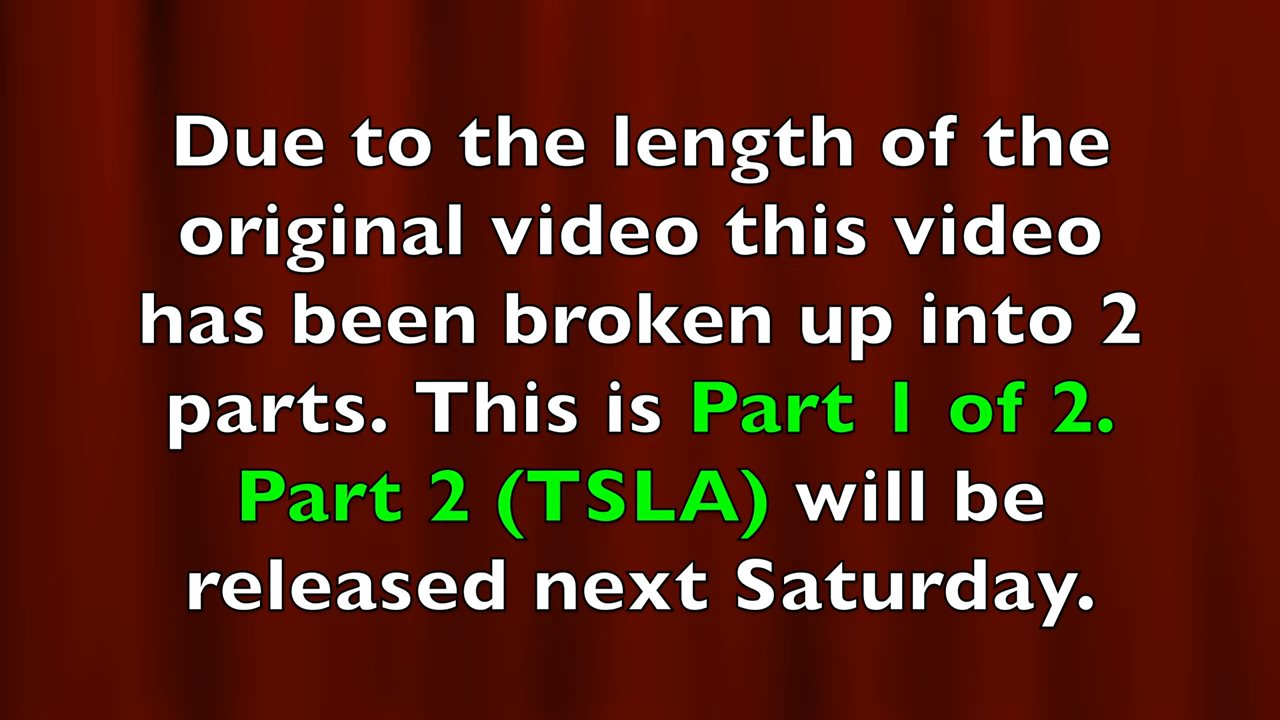 Due to the length of the
original video this video
has been broken up into 2
parts. This is Part 1 of 2.
Part 2 (TSLA) will be
released next Saturday.